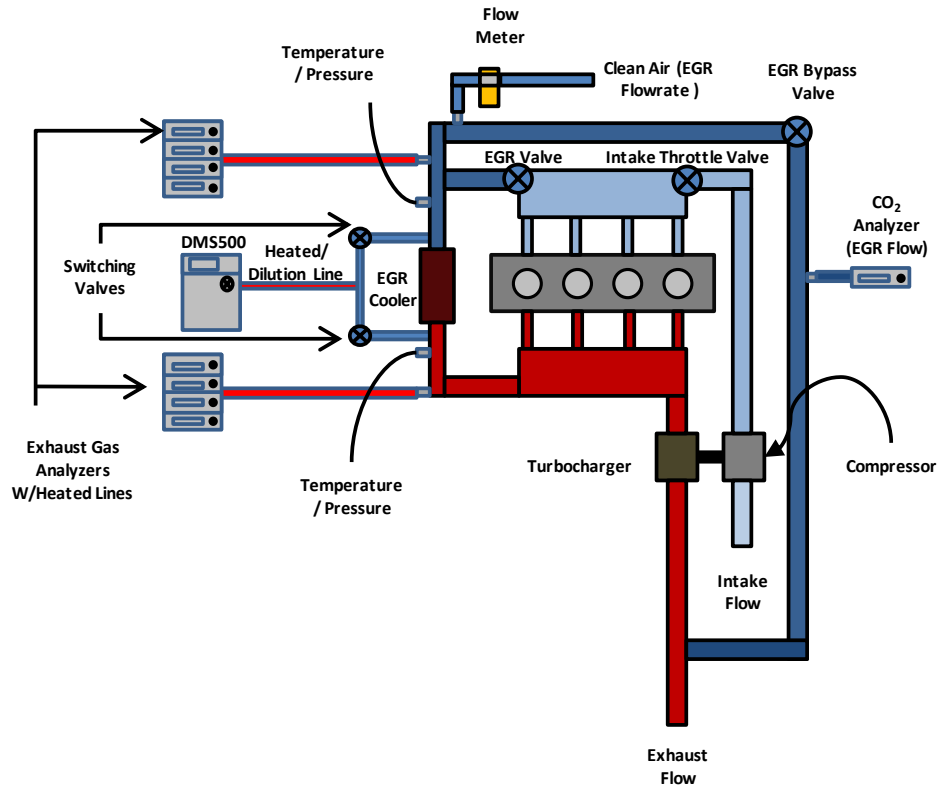 Flow
Meter
Temperature
/ Pressure
Clean Air (EGR
Flowrate )
EGR Bypass
Valve
EGR Valve
Intake Throttle Valve
CO₂
Analyzer
(EGR Flow)
DMS500
Heated/
Dilution Line
Switching
Valves
EGR
Cooler
Exhaust Gas
Analyzers
W/Heated Lines
Temperature
/ Pressure
Turbocharger
Compressor
Intake
Flow
Exhaust
Flow